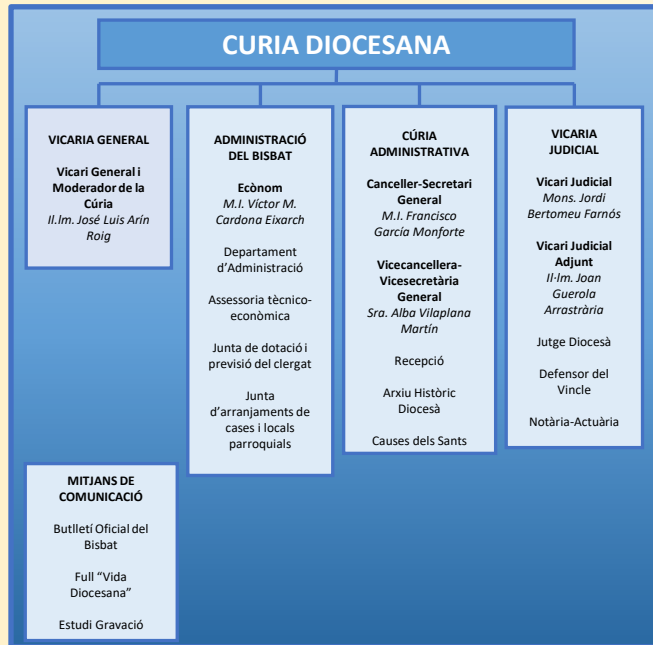 CURIA DIOCESANA
VICARIA GENERAL
Vicari General i
Moderador de la
Cúria
Il.lm. José Luis Arín
Roig
ADMINISTRACIÓ
DEL BISBAT
Ecònom
M.I. Víctor M.
Cardona Eixarch
Departament
d’Administració
Assessoria tècnico-
econòmica
Junta de dotació i
previsió del clergat
Junta
d’arranjaments de
cases i locals
parroquials
CÚRIA
ADMINISTRATIVA
Canceller-Secretari
General
M.I. Francisco
García Monforte
Vicecancellera-
Vicesecretària
General
Sra. Alba Vilaplana
Martín
Recepció
Arxiu Històric
Diocesà
Causes dels Sants
VICARIA
JUDICIAL
Vicari Judicial
Mons. Jordi
Bertomeu Farnós
Vicari Judicial
Adjunt
Il·lm. Joan
Guerola
Arrastrària
Jutge Diocesà
Defensor del
Vincle
Notària-Actuària
MITJANS DE
COMUNICACIÓ
Butlletí Oficial del
Bisbat
Full “Vida
Diocesana”
Estudi Gravació